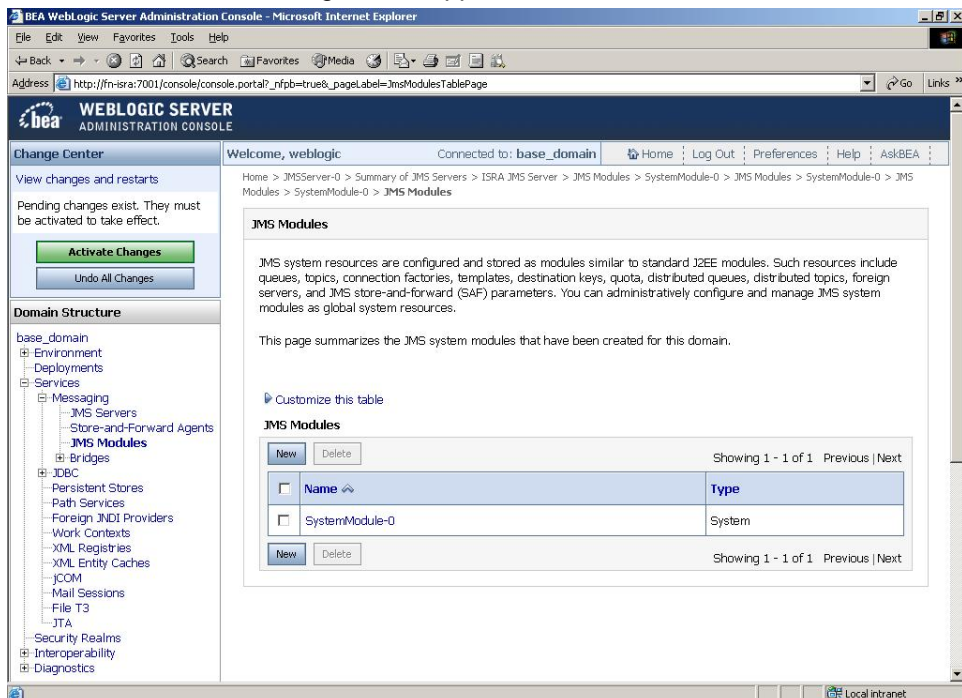 BEA WebLogic Server Administration Console - Microsoft Internet Explorer
File Edit View Favorites Tools Help
Back Search Favorites Media
Address http://fn-isra:7001/console/console.portal?_nfpb=true&_pageLabel=JmsModulesTablePage Go Links »
bea WEBLOGIC SERVER
ADMINISTRATION CONSOLE
Change Center
View changes and restarts
Pending changes exist. They must
be activated to take effect.
Activate Changes
Undo All Changes
Domain Structure
base_domain
Environment
Deployments
Services
Messaging
JMS Servers
Store-and-Forward Agents
JMS Modules
Bridges
JDBC
Persistent Stores
Path Services
Foreign JNDI Providers
Work Contexts
XML Registries
XML Entity Caches
jCOM
Mail Sessions
File T3
JTA
Security Realms
Interoperability
Diagnostics
Welcome, weblogic Connected to: base_domain Home Log Out Preferences Help AskBEA
Home > JMSServer-0 > Summary of JMS Servers > ISRA JMS Server > JMS Modules > SystemModule-0 > JMS Modules > SystemModule-0 > JMS
Modules > SystemModule-0 > JMS Modules
JMS Modules
JMS system resources are configured and stored as modules similar to standard J2EE modules. Such resources include
queues, topics, connection factories, templates, destination keys, quota, distributed queues, distributed topics, foreign
servers, and JMS store-and-forward (SAF) parameters. You can administratively configure and manage JMS system
modules as global system resources.
This page summarizes the JMS system modules that have been created for this domain.
Customize this table
JMS Modules
New Delete Showing 1 - 1 of 1 Previous | Next
Name Type
SystemModule-0 System
New Delete Showing 1 - 1 of 1 Previous | Next
Local intranet